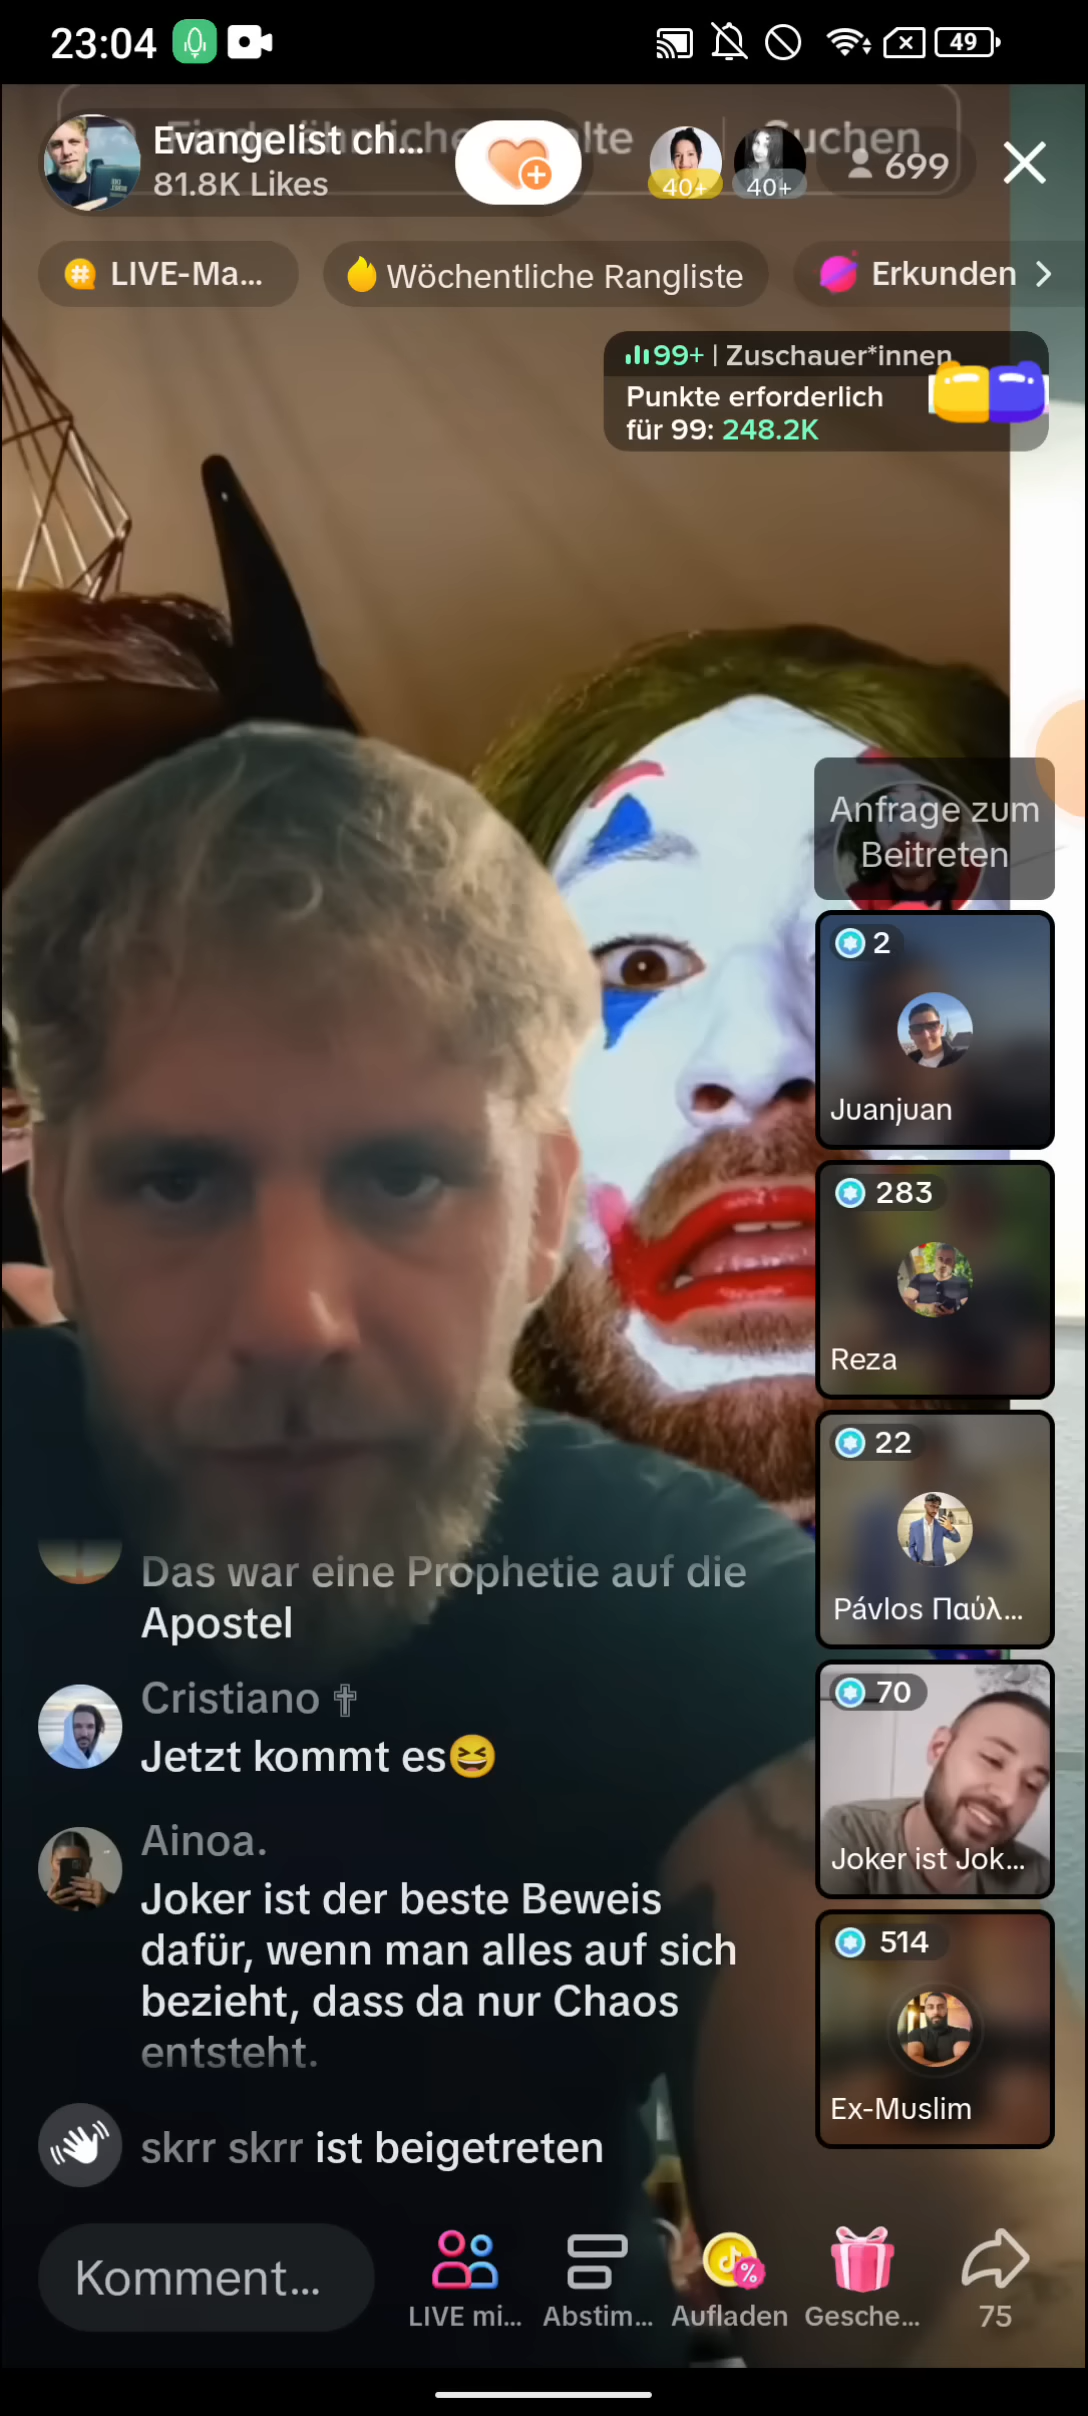 23:04
49
Finde ähnliche Inhalte | Suchen
Evangelist ch...
81.8K Likes
40+
40+
699
LIVE-Ma...
Wöchentliche Rangliste
Erkunden
99+ | Zuschauer*innen
Punkte erforderlich
für 99: 248.2K
Anfrage zum
Beitreten
2
Juanjuan
283
Reza
22
Pávlos Παύλ...
70
Joker ist Jok...
514
Ex-Muslim
Das war eine Prophetie auf die
Apostel
Cristiano
Jetzt kommt es😆
Ainoa.
Joker ist der beste Beweis
dafür, wenn man alles auf sich
bezieht, dass da nur Chaos
entsteht.
skrr skrr ist beigetreten
Komment...
LIVE mi...
Abstim...
Aufladen
Gesche...
75